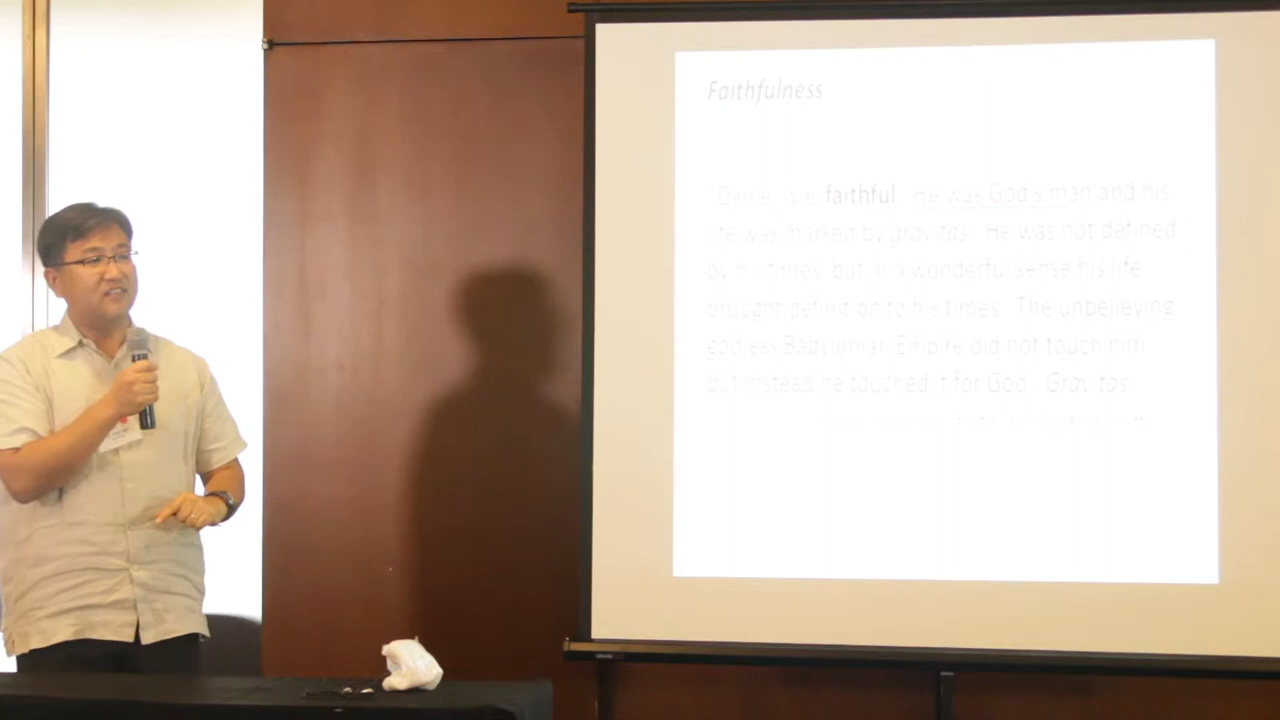 Faithfulness
Daniel was faithful. He was God's man and his
life was marked by gravitas. He was not defined
by his times, but in a wonderful sense his life
brought definition to his times. The unbelieving
godless Babylonian Empire did not touch him
but instead he touched it for God. Gravitas